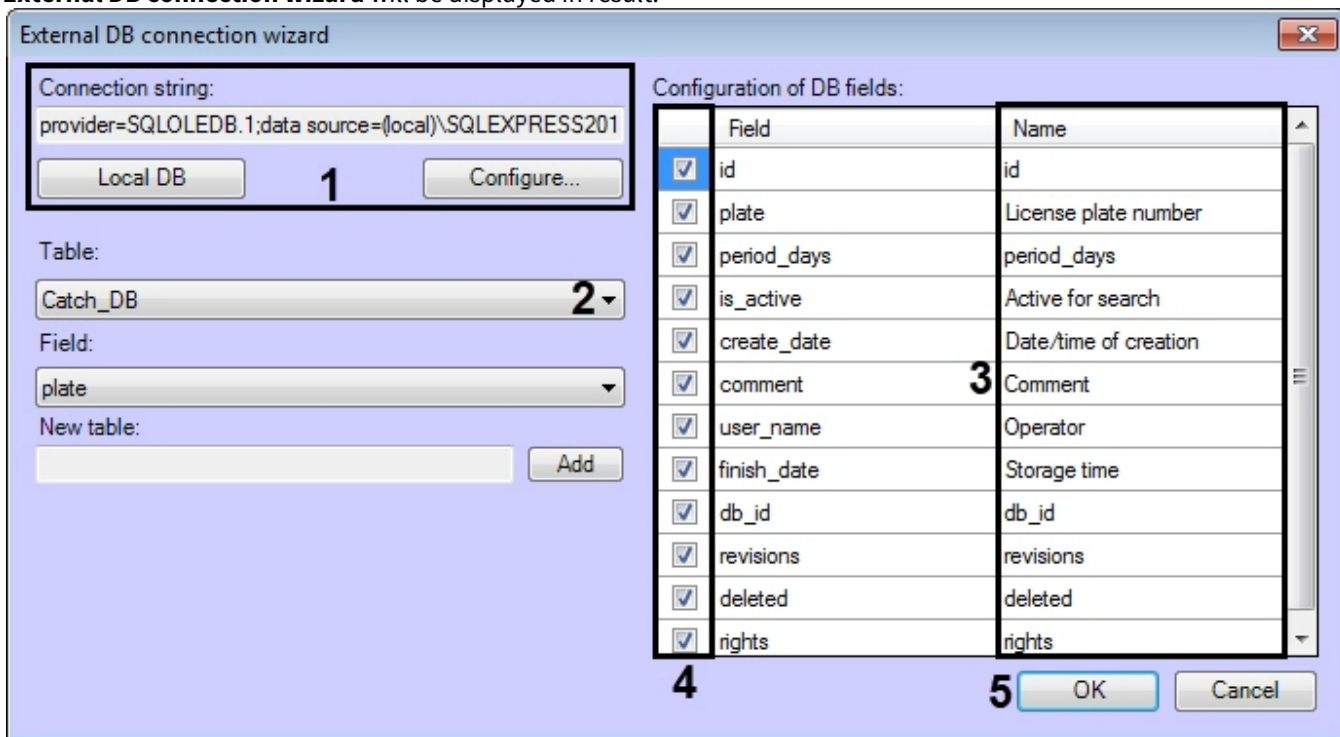 External DB connection wizard will be displayed in result.
External DB connection wizard
Connection string:
provider=SQLOLEDB.1;data source=(local)\SQLEXPRESS201
Local DB
1
Configure...
Table:
Catch_DB
2
Field:
plate
New table:
Add
Configuration of DB fields:
Field Name
id id
plate License plate number
period_days period_days
is_active Active for search
create_date Date/time of creation
comment 3 Comment
user_name Operator
finish_date Storage time
db_id db_id
revisions revisions
deleted deleted
rights rights
4
5 OK Cancel